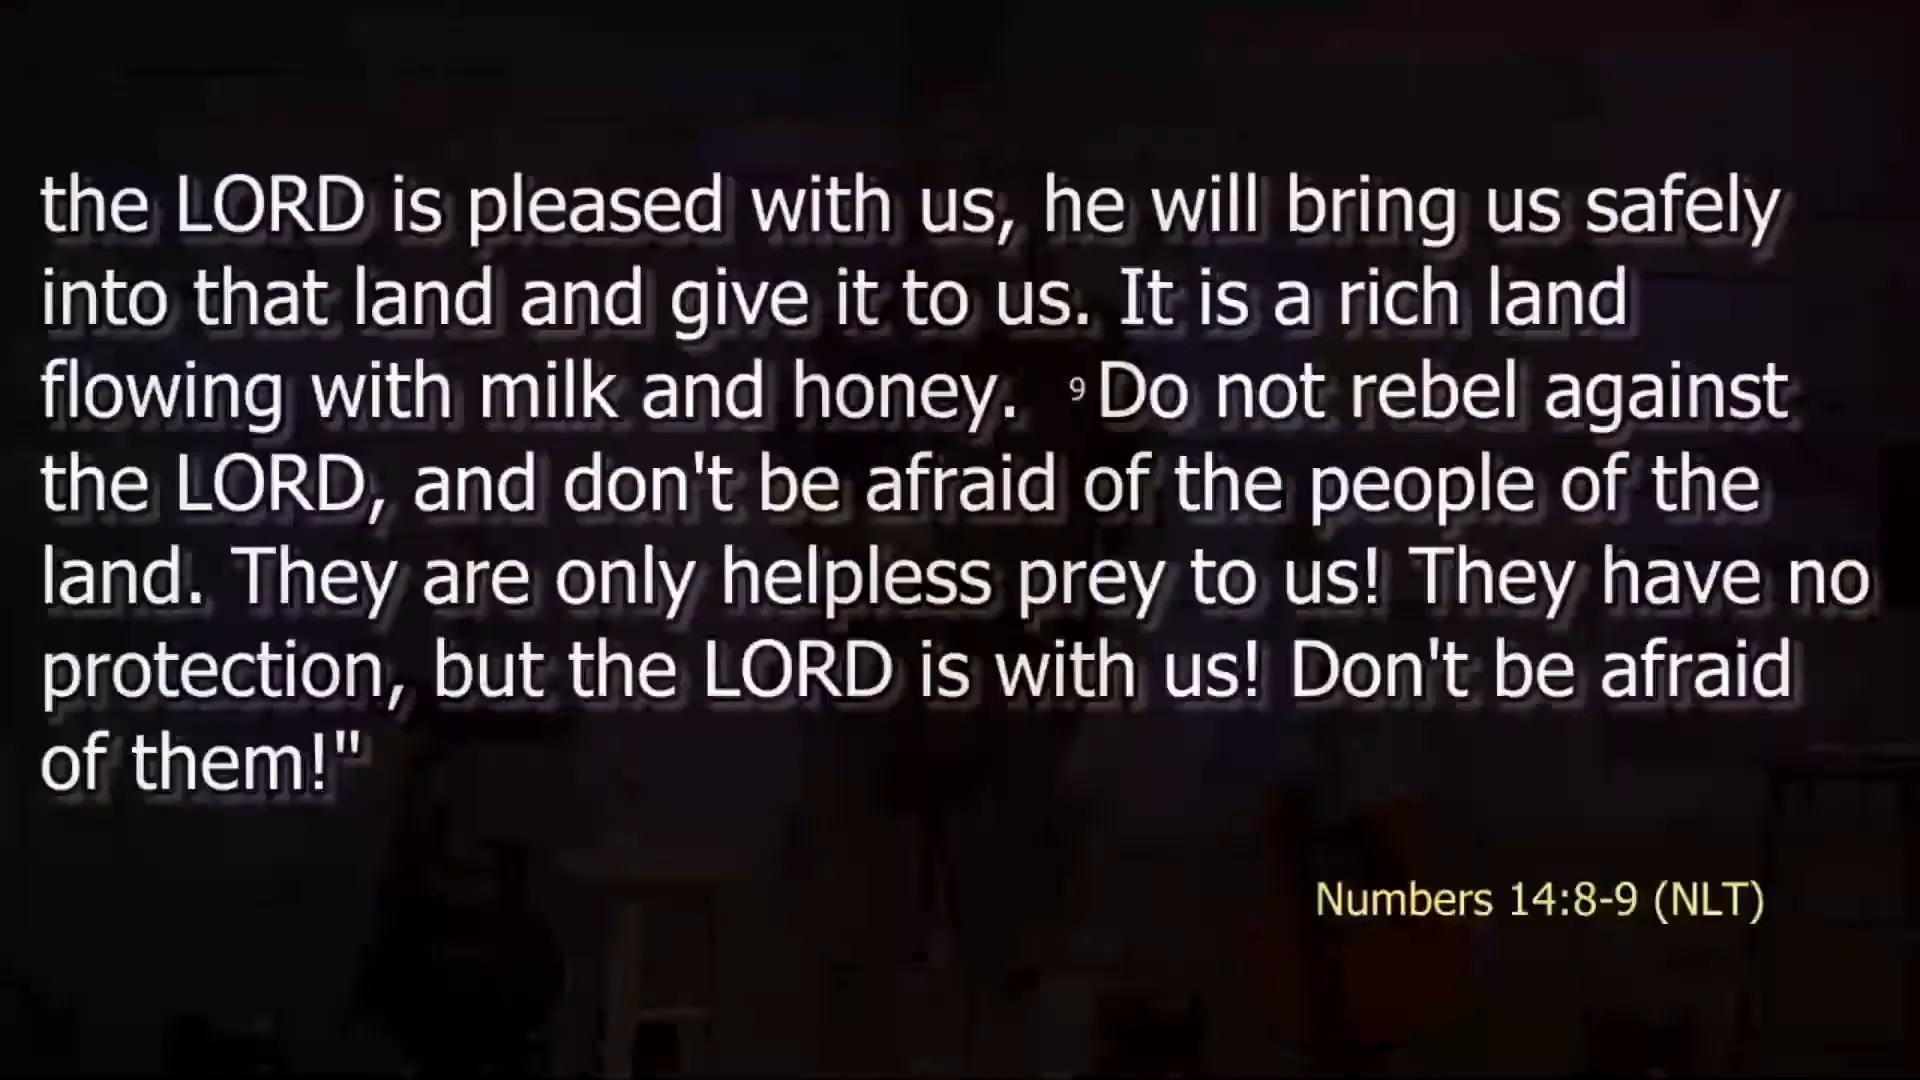 the LORD is pleased with us, he will bring us safely
into that land and give it to us. It is a rich land
flowing with milk and honey. 9 Do not rebel against
the LORD, and don't be afraid of the people of the
land. They are only helpless prey to us! They have no
protection, but the LORD is with us! Don't be afraid
of them!"
Numbers 14:8-9 (NLT)